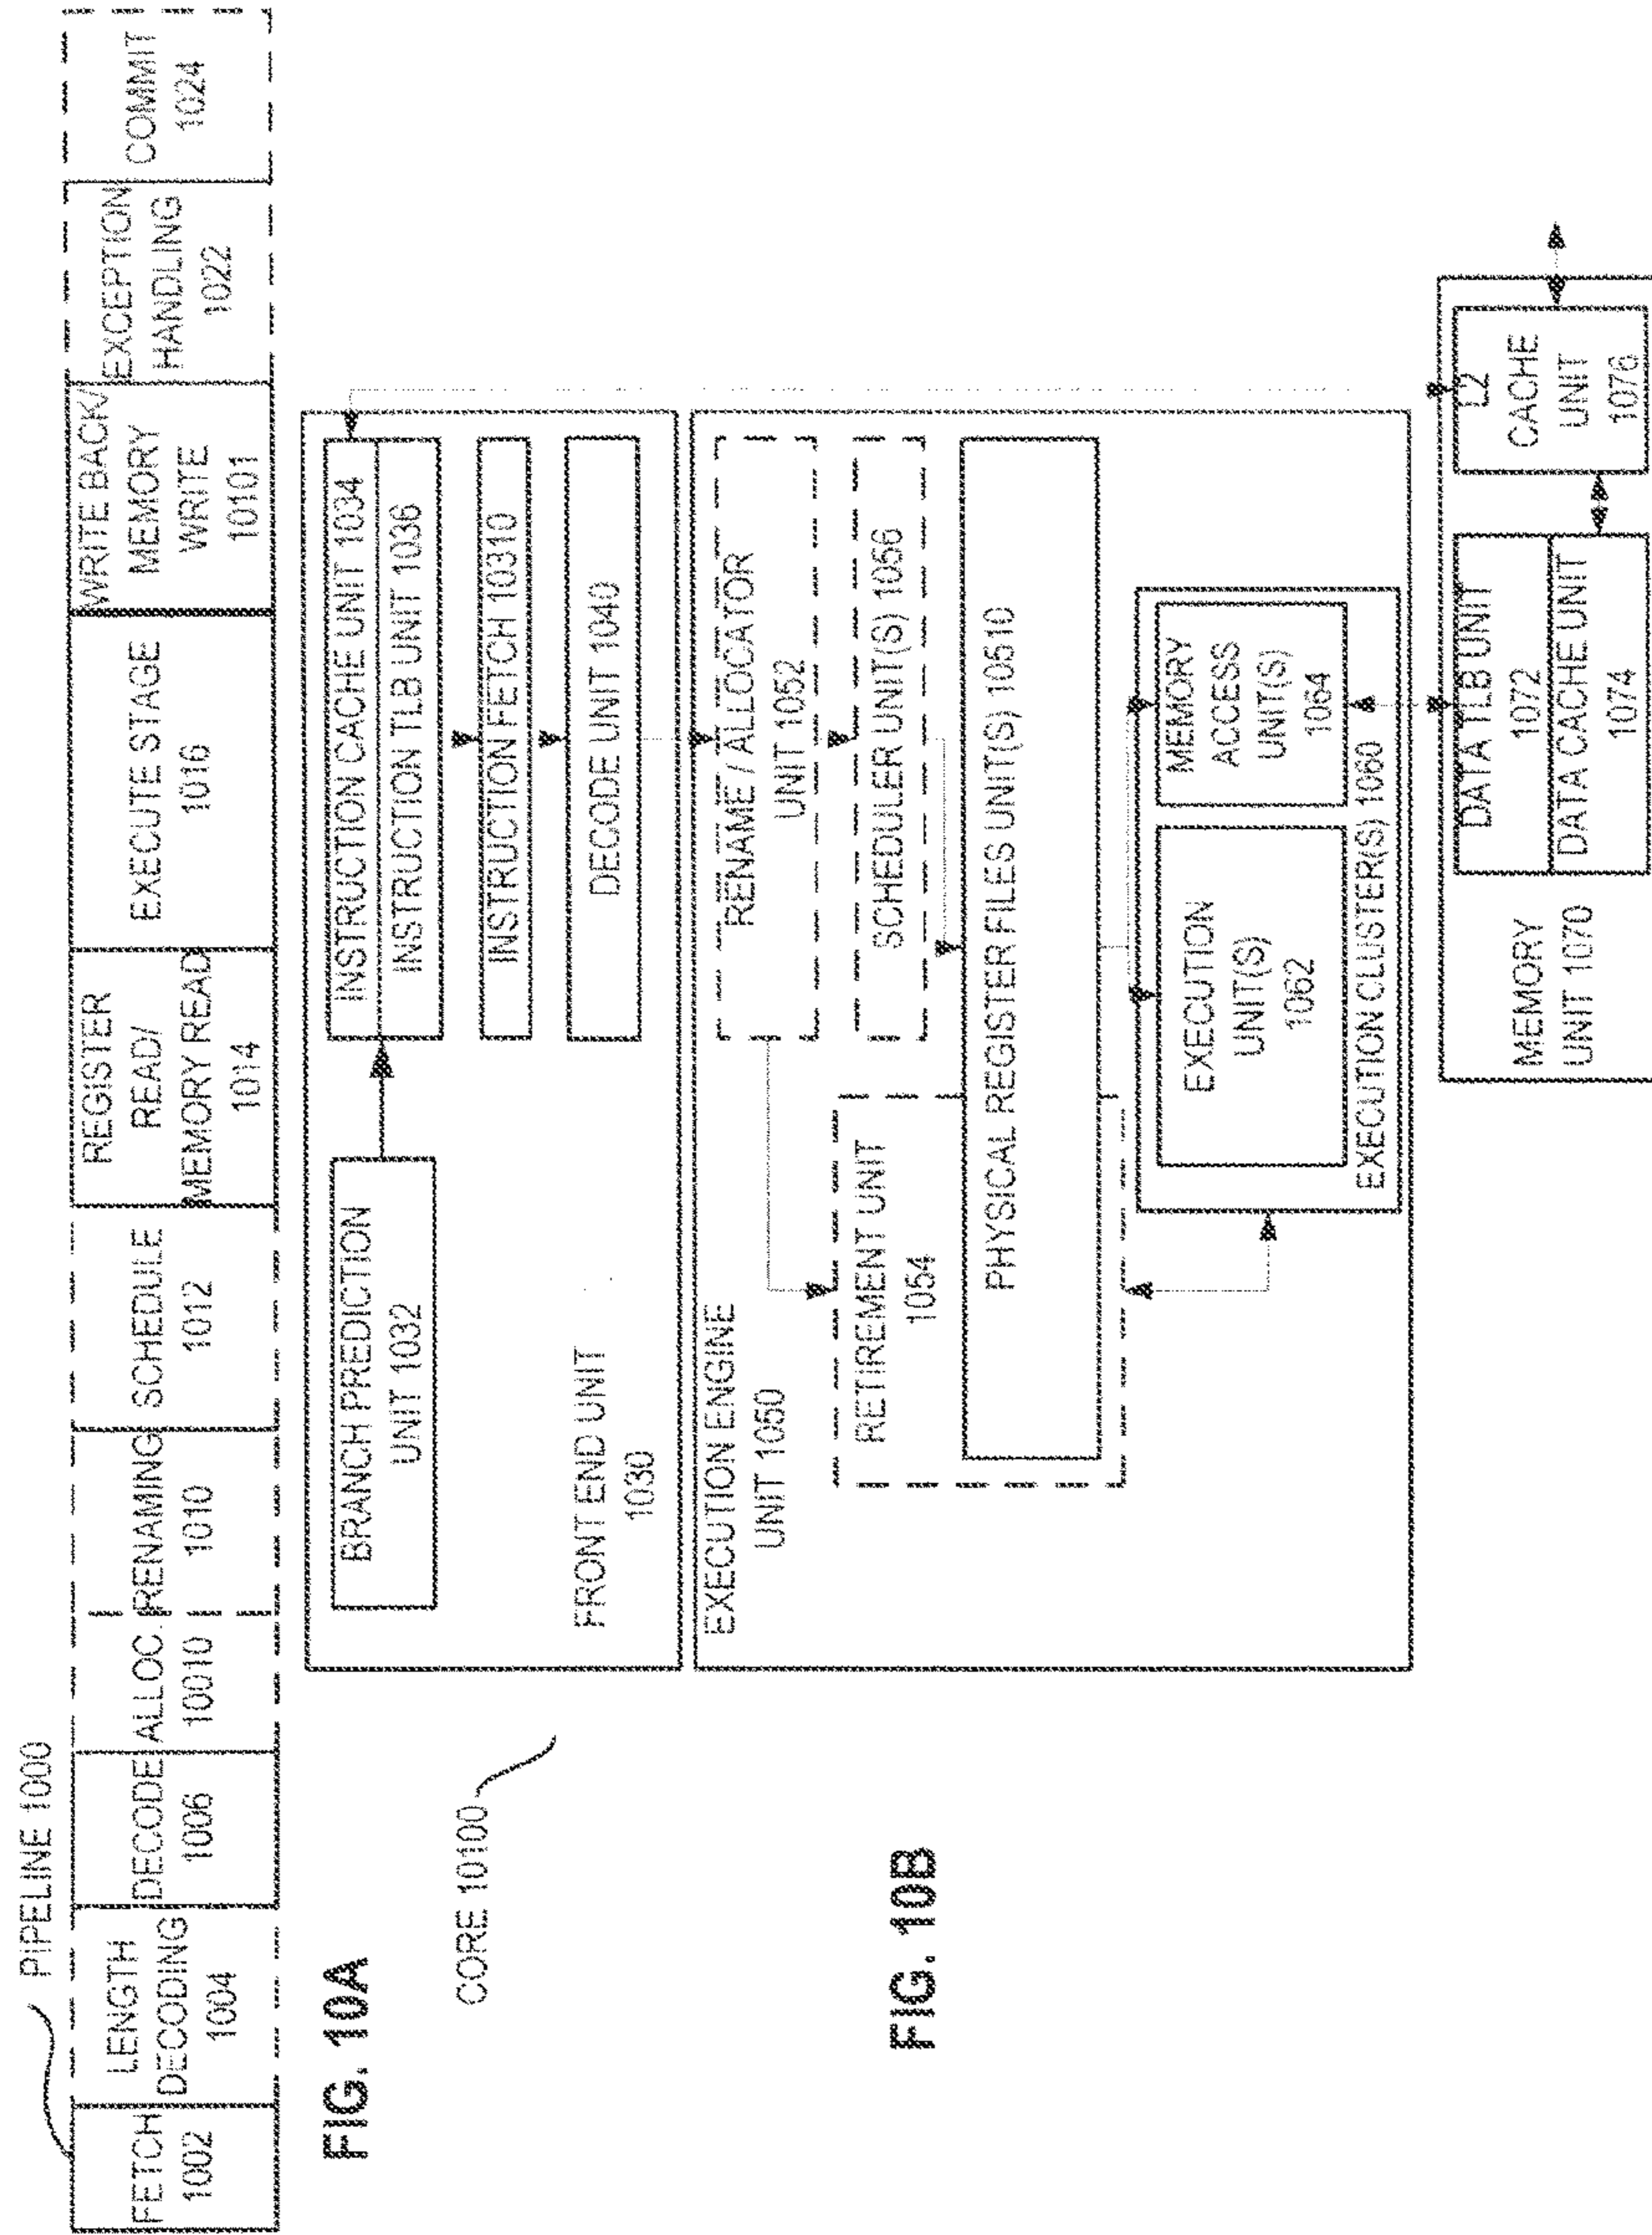 PIPELINE 1000
FETCH
1002
LENGTH
DECODING
1004
DECODE
1006
ALLOC.
10010
RENAMING
1010
SCHEDULE
1012
REGISTER
READ/
MEMORY READ
1014
EXECUTE STAGE
1016
WRITE BACK/
MEMORY
WRITE
10101
EXCEPTION
HANDLING
1022
COMMIT
1024
FIG. 10A
CORE 10100
BRANCH PREDICTION
UNIT 1032
INSTRUCTION CACHE UNIT 1034
INSTRUCTION TLB UNIT 1036
INSTRUCTION FETCH 10310
DECODE UNIT 1040
FRONT END UNIT
1030
EXECUTION ENGINE
UNIT 1050
RENAME / ALLOCATOR
UNIT 1052
SCHEDULER UNIT(S) 1056
RETIREMENT UNIT
1054
PHYSICAL REGISTER FILES UNIT(S) 10510
EXECUTION
UNIT(S)
1062
MEMORY
ACCESS
UNIT(S)
1064
EXECUTION CLUSTER(S) 1060
MEMORY
UNIT 1070
DATA TLB UNIT
1072
DATA CACHE UNIT
1074
L2
CACHE
UNIT
1076
FIG. 10B